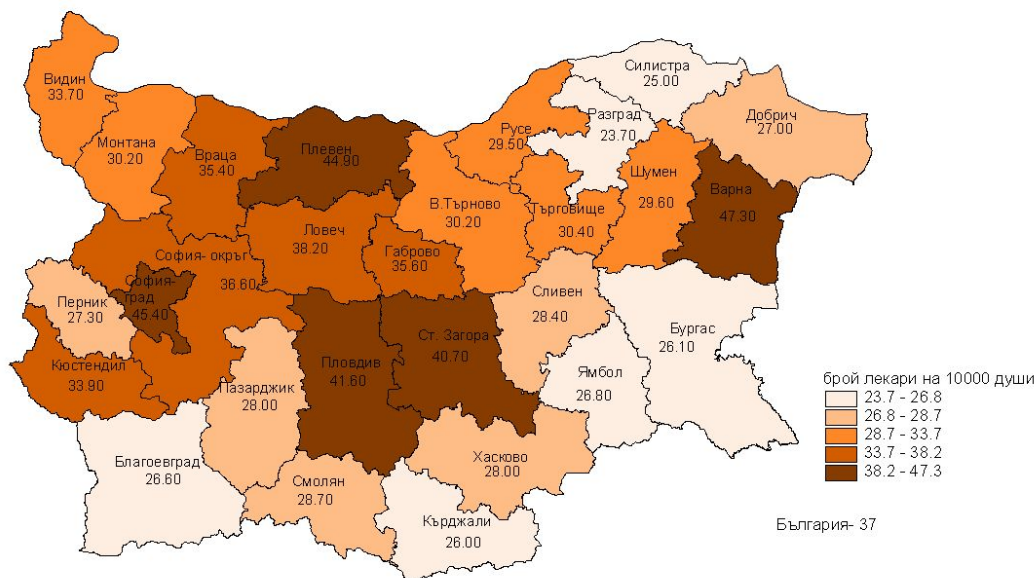 Видин
33.70
Монтана
30.20
Враца
35.40
Плевен
44.90
Русе
29.50
Силистра
25.00
Разград
23.70
Добрич
27.00
Шумен
29.60
Варна
47.30
В.Търново
30.20
Търговище
30.40
Ловеч
38.20
Габрово
35.60
София- окръг
36.60
София-
град
45.40
Перник
27.30
Кюстендил
33.90
Сливен
28.40
Бургас
26.10
Ст. Загора
40.70
Пловдив
41.60
Ямбол
26.80
Пазарджик
28.00
Благоевград
26.60
Хасково
28.00
Смолян
28.70
Кърджали
26.00
брой лекари на 10000 души
23.7 - 26.8
26.8 - 28.7
28.7 - 33.7
33.7 - 38.2
38.2 - 47.3
България- 37